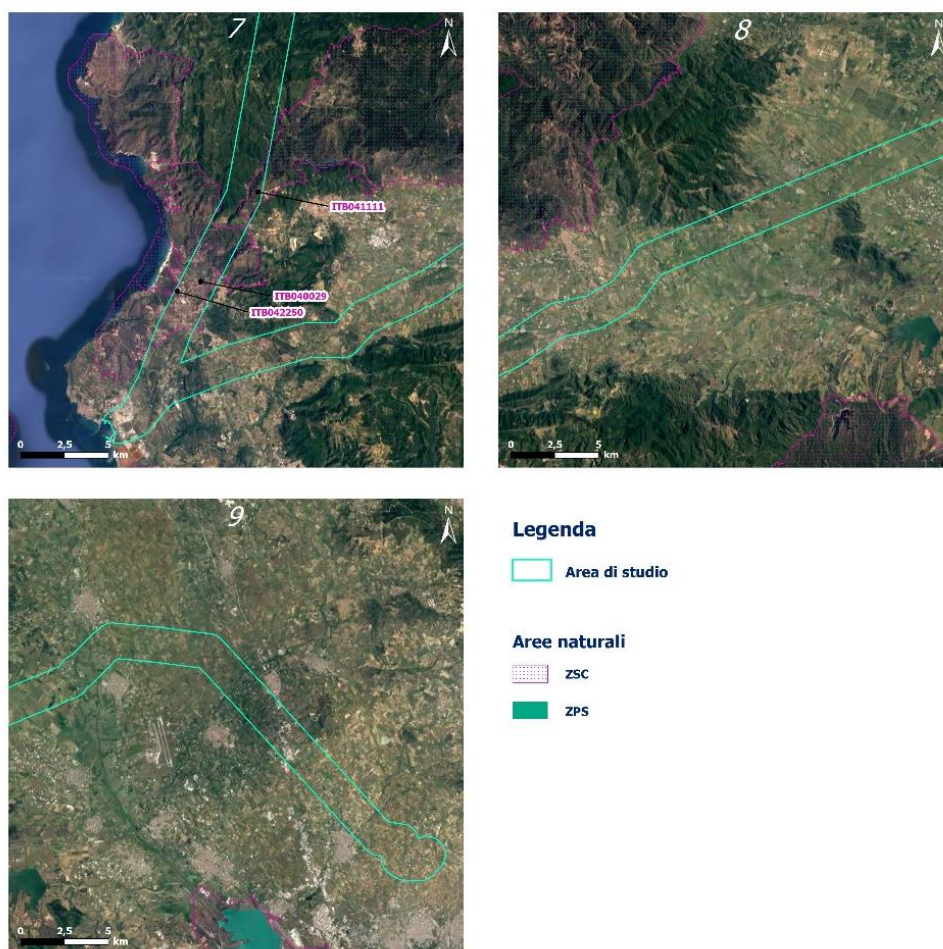 7
N
ITB041111
ITB040029
ITB042250
0 2,5 5
km
8
N
0 2,5 5
km
9
N
0 2,5 5
km
Legenda
Area di studio
Aree naturali
ZSC
ZPS